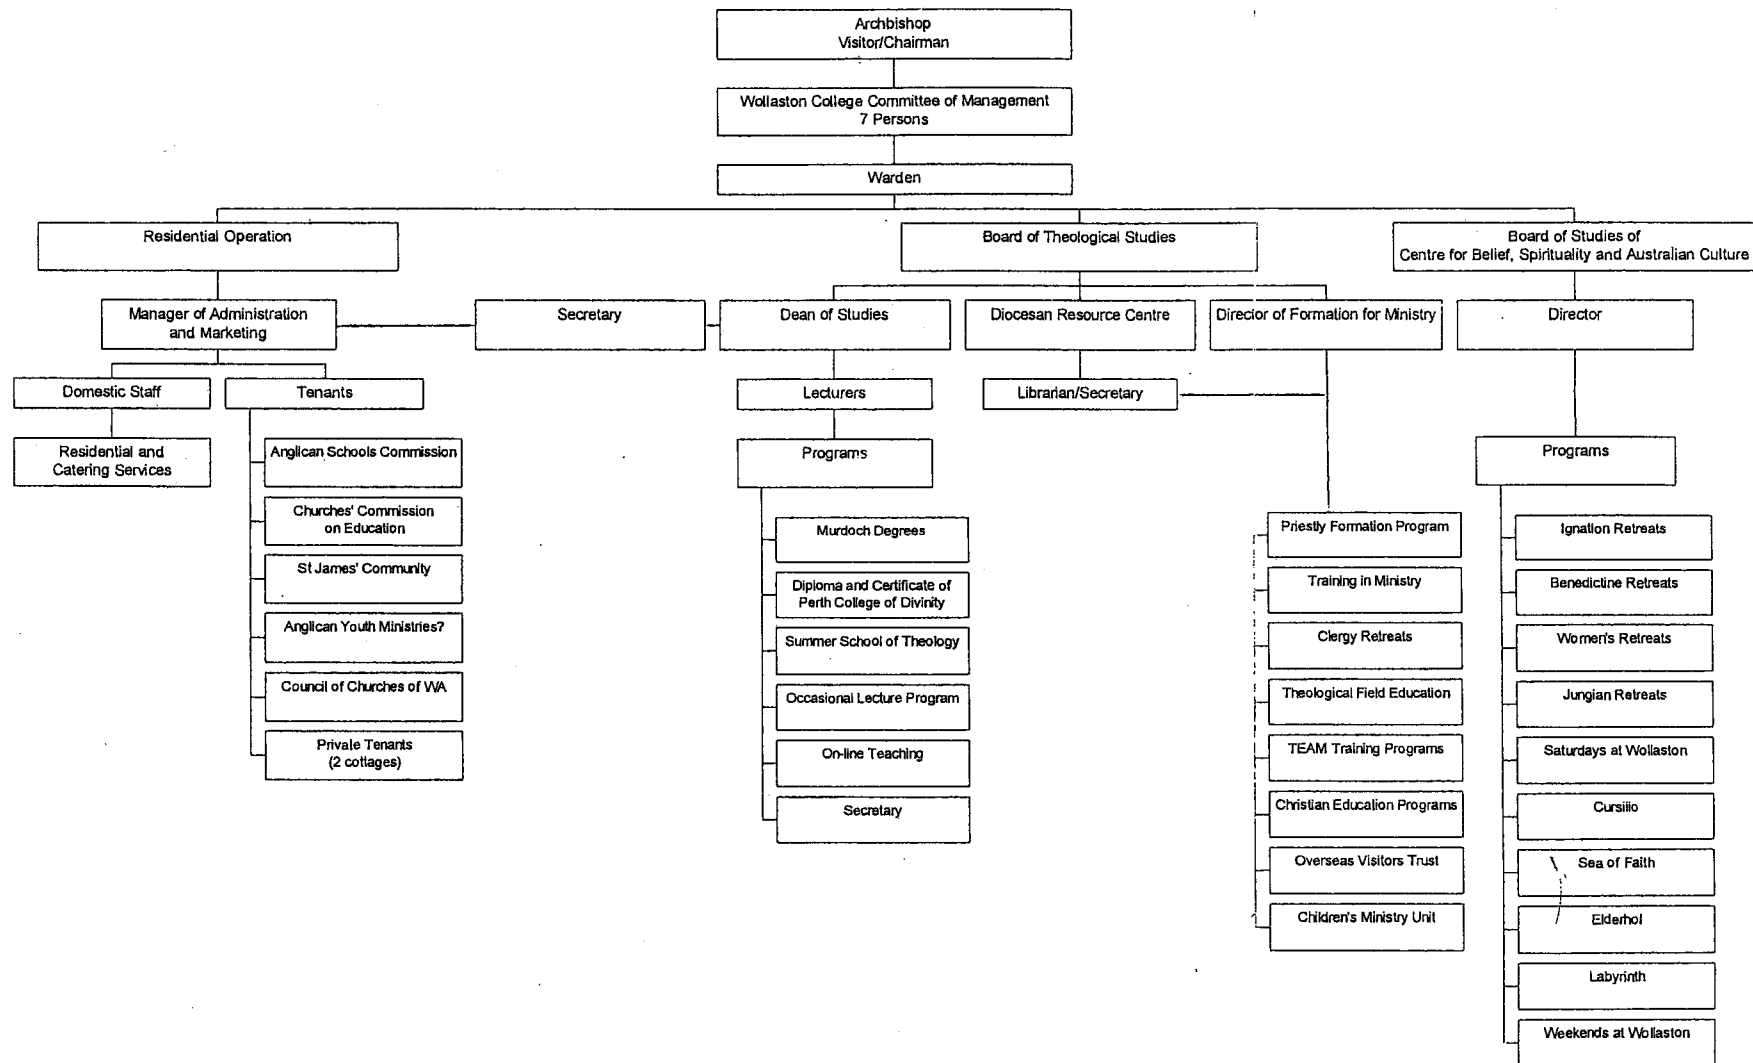 Archbishop
Visitor/Chairman
Wollaston College Committee of Management
7 Persons
Warden
Residential Operation
Board of Theological Studies
Board of Studies of
Centre for Belief, Spirituality and Australian Culture
Manager of Administration
and Marketing
Secretary
Dean of Studies
Diocesan Resource Centre
Director of Formation for Ministry
Director
Domestic Staff
Tenants
Lecturers
Librarian/Secretary
Residential and
Catering Services
Anglican Schools Commission
Churches' Commission
on Education
St James' Community
Anglican Youth Ministries?
Council of Churches of WA
Private Tenants
(2 cottages)
Programs
Murdoch Degrees
Diploma and Certificate of
Perth College of Divinity
Summer School of Theology
Occasional Lecture Program
On-line Teaching
Secretary
Priestly Formation Program
Training in Ministry
Clergy Retreats
Theological Field Education
TEAM Training Programs
Christian Education Programs
Overseas Visitors Trust
Children's Ministry Unit
Programs
Ignation Retreats
Benedictine Retreats
Women's Retreats
Jungian Retreats
Saturdays at Wollaston
Cursillo
Sea of Faith
Elderhol
Labyrinth
Weekends at Wollaston